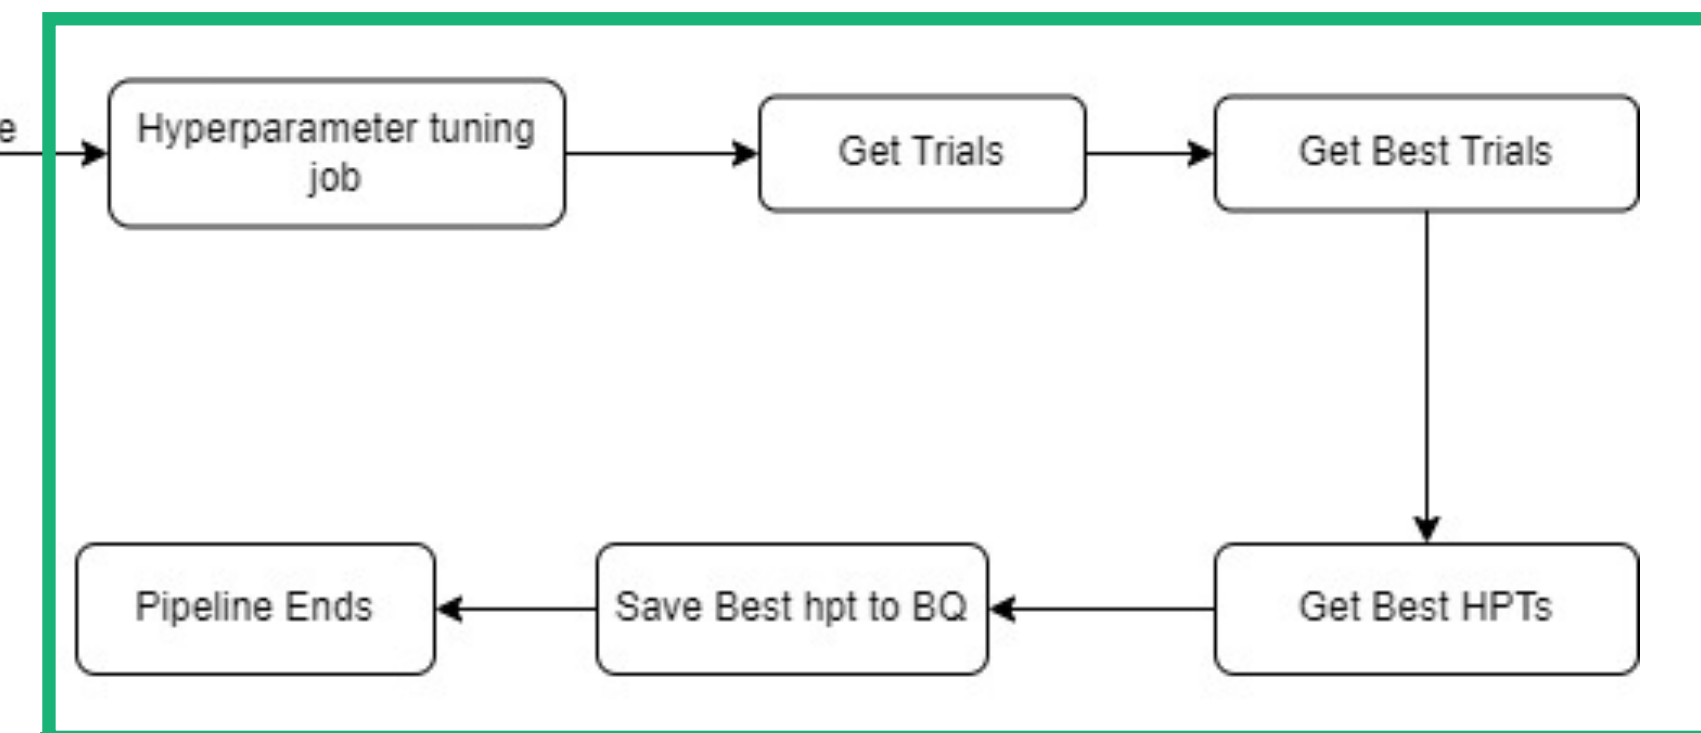 e
Hyperparameter tuning
job
Get Trials
Get Best Trials
Pipeline Ends
Save Best hpt to BQ
Get Best HPTs